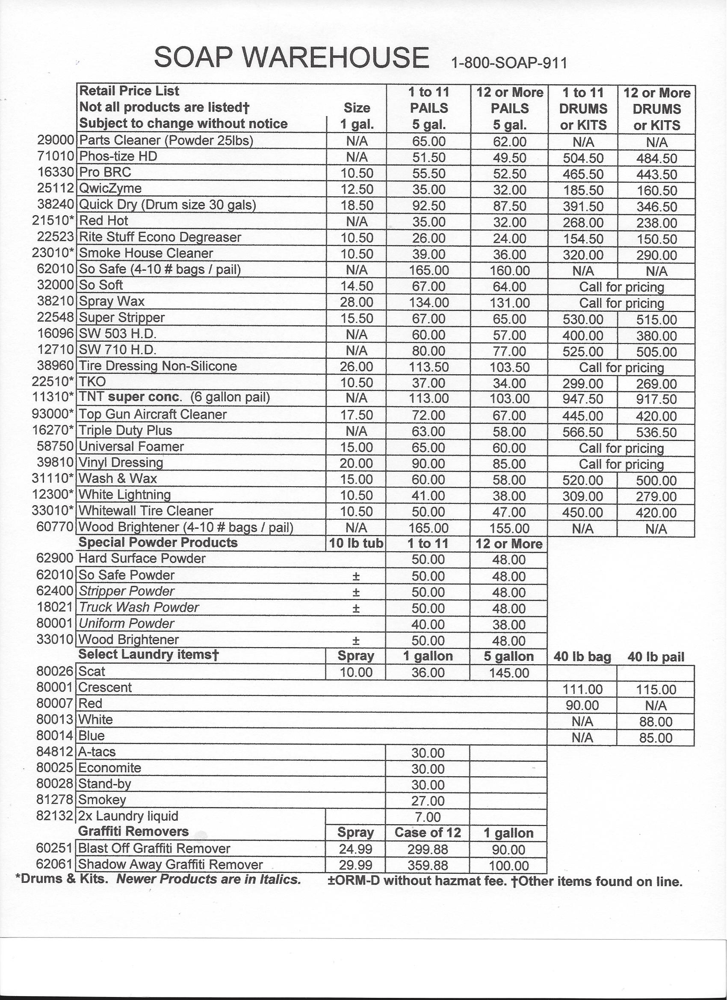 SOAP WAREHOUSE 1-800-SOAP-911
Retail Price List 1 to 11 12 or More 1 to 11 12 or More
Not all products are listed† Size PAILS PAILS DRUMS DRUMS
Subject to change without notice 1 gal. 5 gal. 5 gal. or KITS or KITS
29000 Parts Cleaner (Powder 25lbs) N/A 65.00 62.00 N/A N/A
71010 Phos-tize HD N/A 51.50 49.50 504.50 484.50
16330 Pro BRC 10.50 55.50 52.50 465.50 443.50
25112 QwicZyme 12.50 35.00 32.00 185.50 160.50
38240 Quick Dry (Drum size 30 gals) 18.50 92.50 87.50 391.50 346.50
21510* Red Hot N/A 35.00 32.00 268.00 238.00
22523 Rite Stuff Econo Degreaser 10.50 26.00 24.00 154.50 150.50
23010* Smoke House Cleaner 10.50 39.00 36.00 320.00 290.00
62010 So Safe (4-10 # bags / pail) N/A 165.00 160.00 N/A N/A
32000 So Soft 14.50 67.00 64.00 Call for pricing
38210 Spray Wax 28.00 134.00 131.00 Call for pricing
22548 Super Stripper 15.50 67.00 65.00 530.00 515.00
16096 SW 503 H.D. N/A 60.00 57.00 400.00 380.00
12710 SW 710 H.D. N/A 80.00 77.00 525.00 505.00
38960 Tire Dressing Non-Silicone 26.00 113.50 103.50 Call for pricing
22510* TKO 10.50 37.00 34.00 299.00 269.00
11310* TNT super conc. (6 gallon pail) N/A 113.00 103.00 947.50 917.50
93000* Top Gun Aircraft Cleaner 17.50 72.00 67.00 445.00 420.00
16270* Triple Duty Plus N/A 63.00 58.00 566.50 536.50
58750 Universal Foamer 15.00 65.00 60.00 Call for pricing
39810 Vinyl Dressing 20.00 90.00 85.00 Call for pricing
31110* Wash & Wax 15.00 60.00 58.00 520.00 500.00
12300* White Lightning 10.50 41.00 38.00 309.00 279.00
33010* Whitewall Tire Cleaner 10.50 50.00 47.00 450.00 420.00
60770 Wood Brightener (4-10 # bags / pail) N/A 165.00 155.00 N/A N/A
Special Powder Products 10 lb tub 1 to 11 12 or More
62900 Hard Surface Powder 50.00 48.00
62010 So Safe Powder ± 50.00 48.00
62400 Stripper Powder ± 50.00 48.00
18021 Truck Wash Powder ± 50.00 48.00
80001 Uniform Powder 40.00 38.00
33010 Wood Brightener ± 50.00 48.00
Select Laundry items† Spray 1 gallon 5 gallon 40 lb bag 40 lb pail
80026 Scat 10.00 36.00 145.00
80001 Crescent 111.00 115.00
80007 Red 90.00 N/A
80013 White N/A 88.00
80014 Blue N/A 85.00
84812 A-tacs 30.00
80025 Economite 30.00
80028 Stand-by 30.00
81278 Smokey 27.00
82132 2x Laundry liquid 7.00
Graffiti Removers Spray Case of 12 1 gallon
60251 Blast Off Graffiti Remover 24.99 299.88 90.00
62061 Shadow Away Graffiti Remover 29.99 359.88 100.00
*Drums & Kits. Newer Products are in Italics. ±ORM-D without hazmat fee. †Other items found on line.